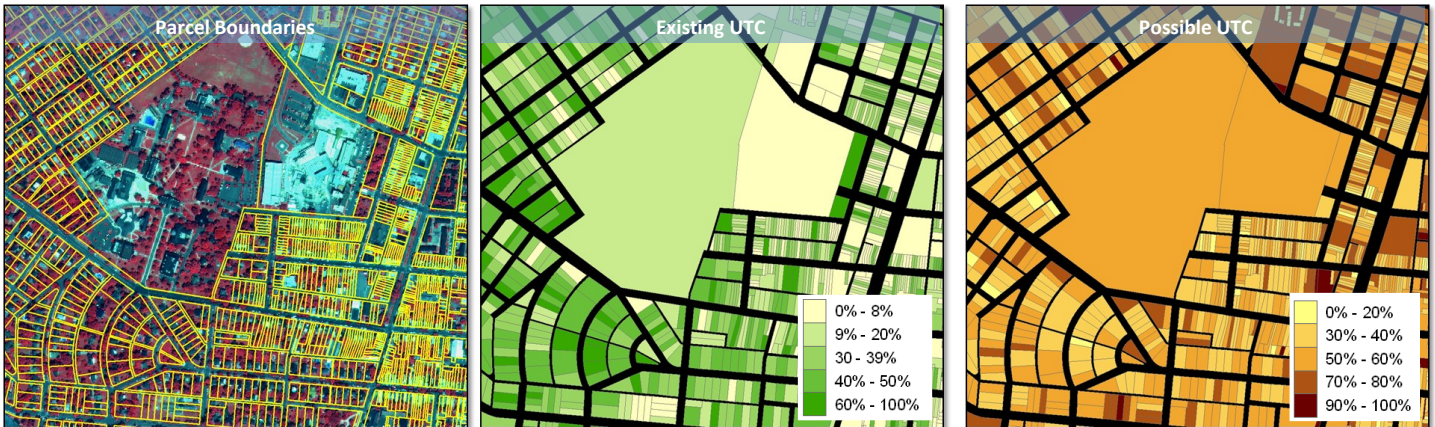 Parcel Boundaries
Existing UTC
Possible UTC
0% - 8%
9% - 20%
30 - 39%
40% - 50%
60% - 100%
0% - 20%
30% - 40%
50% - 60%
70% - 80%
90% - 100%